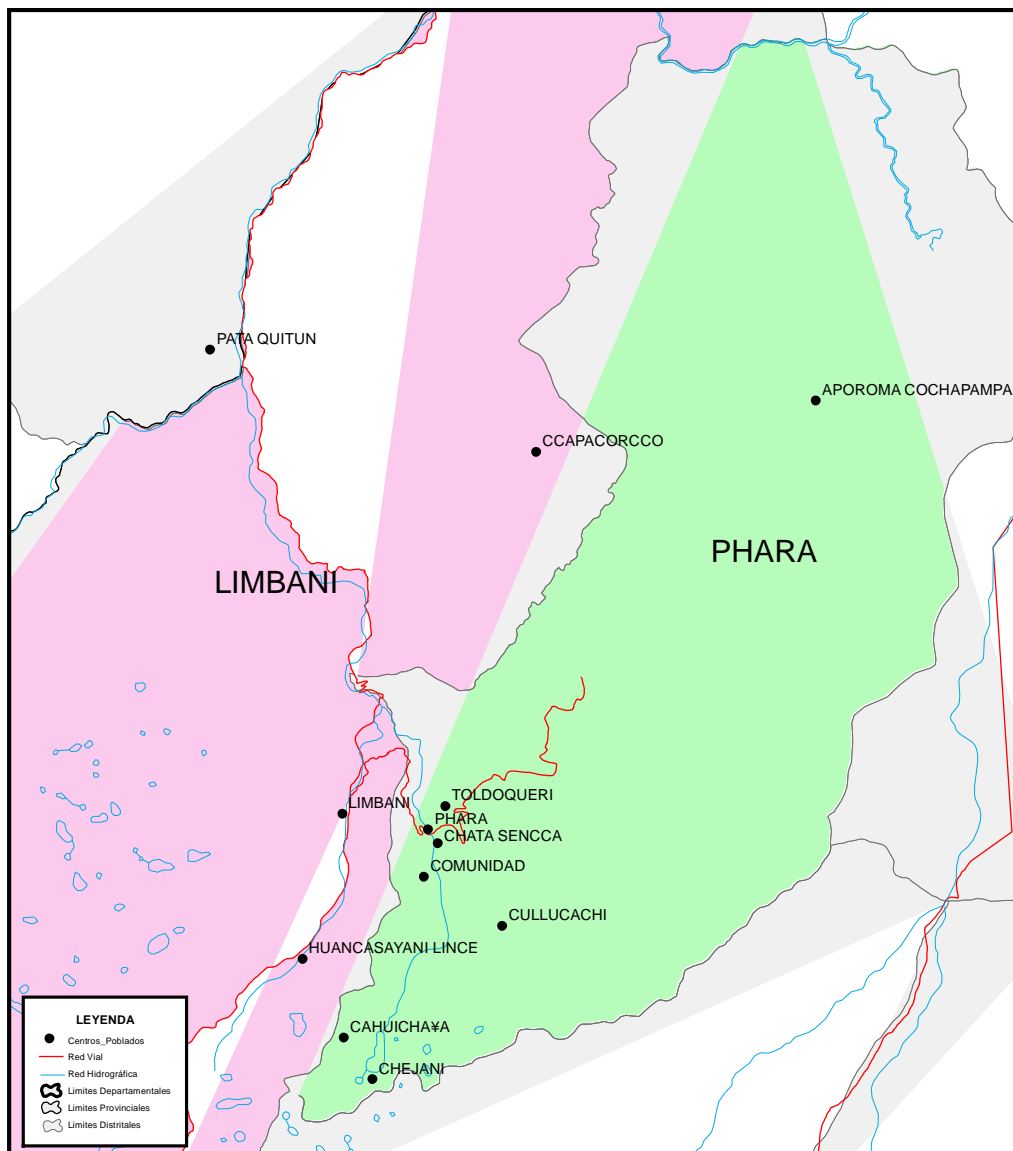 PATA QUITUN
APOROMA COCHAPAMPA
CCAPACORCCO
PHARA
LIMBANI
TOLDOQUERI
LIMBANI
PHARA
CHATA SENCCA
COMUNIDAD
CULLUCACHI
HUANCASAYANI LINCE
CAHUICHA¥A
CHEJANI
LEYENDA
Centros_Poblados
Red Vial
Red Hidrográfica
Limites Departamentales
Limites Provinciales
Limites Distritales